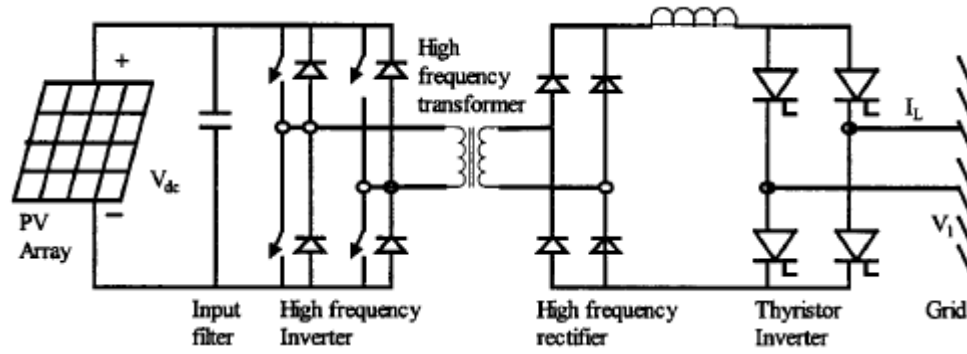 High
frequency
transformer
+
V_dc
−
I_L
V_1
PV
Array
Input
filter
High frequency
Inverter
High frequency
rectifier
Thyristor
Inverter
Grid